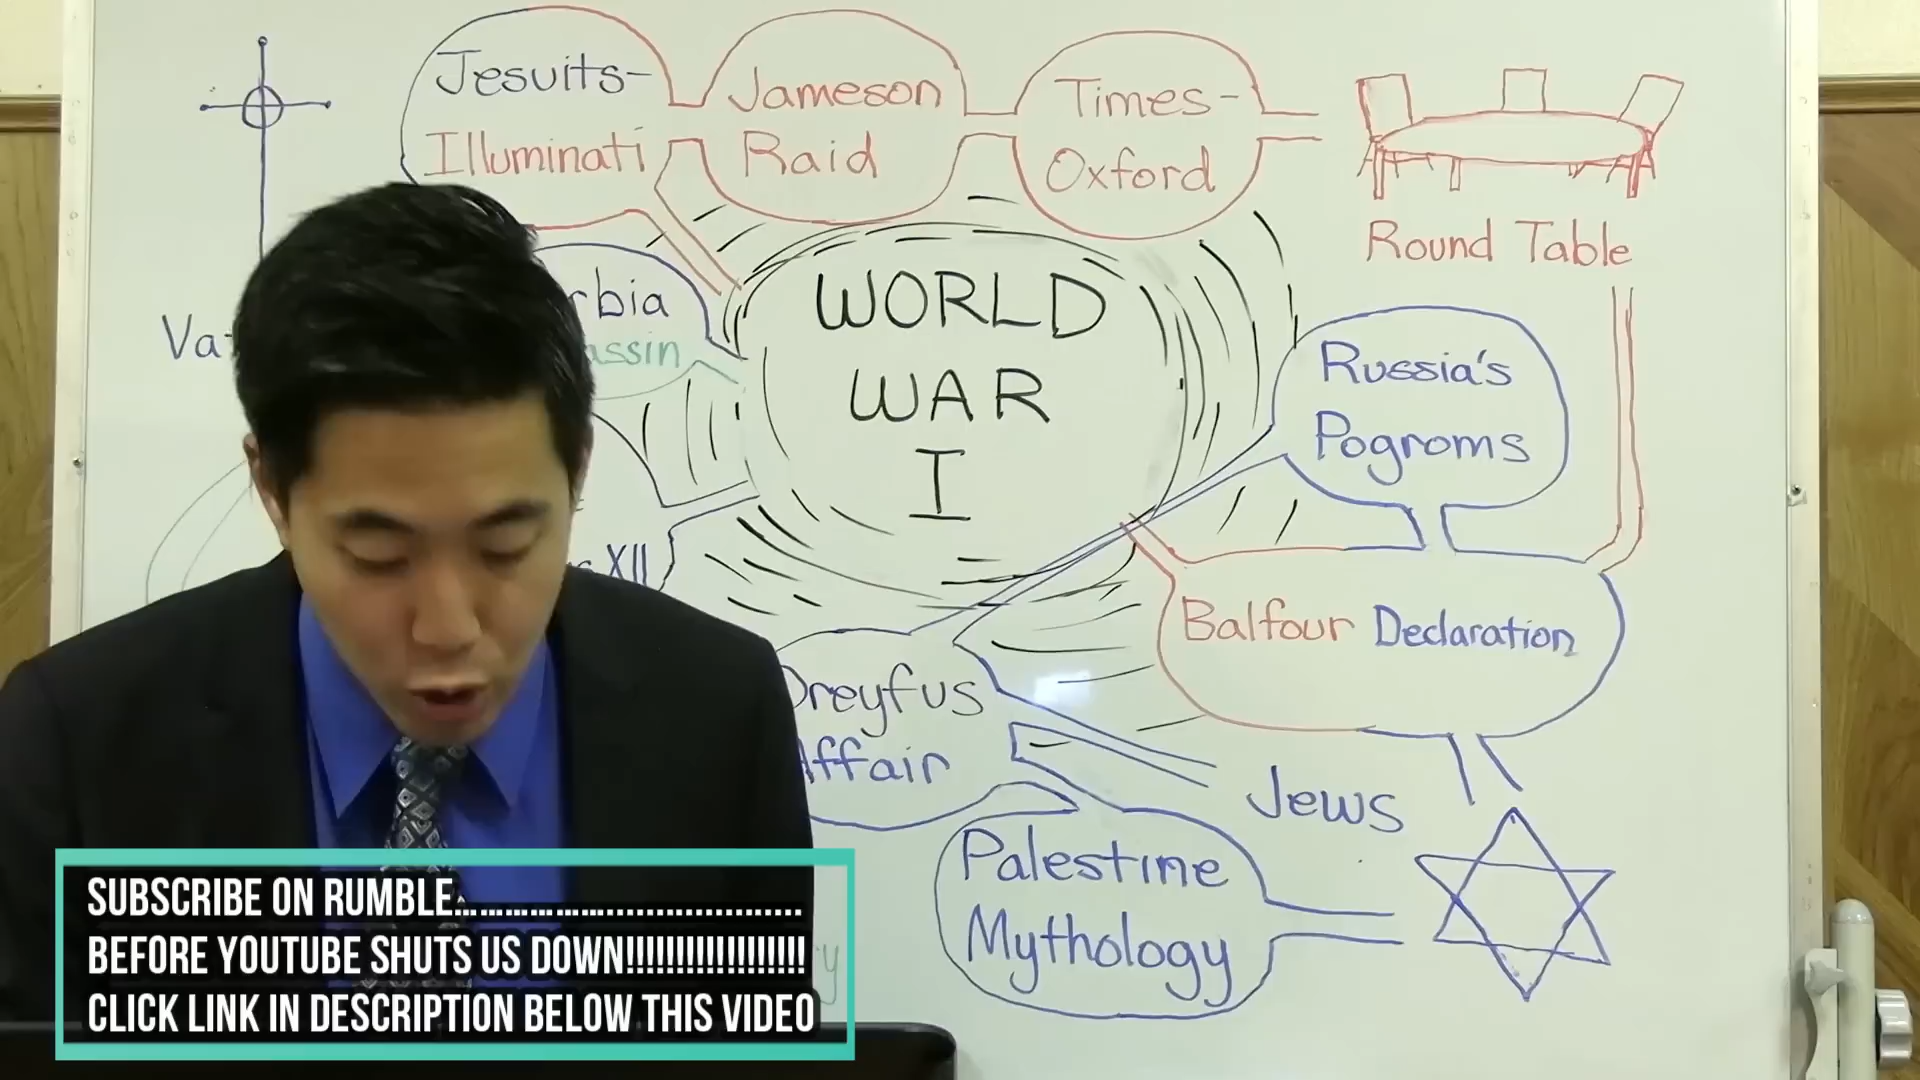 Jesuits-
Illuminati
Jameson
Raid
Times-
Oxford
Round Table
WORLD
WAR
I
Russia's
Pogroms
Balfour Declaration
Affair
Jews
Palestine
Mythology
XII
SUBSCRIBE ON RUMBLE.................................
BEFORE YOUTUBE SHUTS US DOWN!!!!!!!!!!!!!!!!!!!
CLICK LINK IN DESCRIPTION BELOW THIS VIDEO